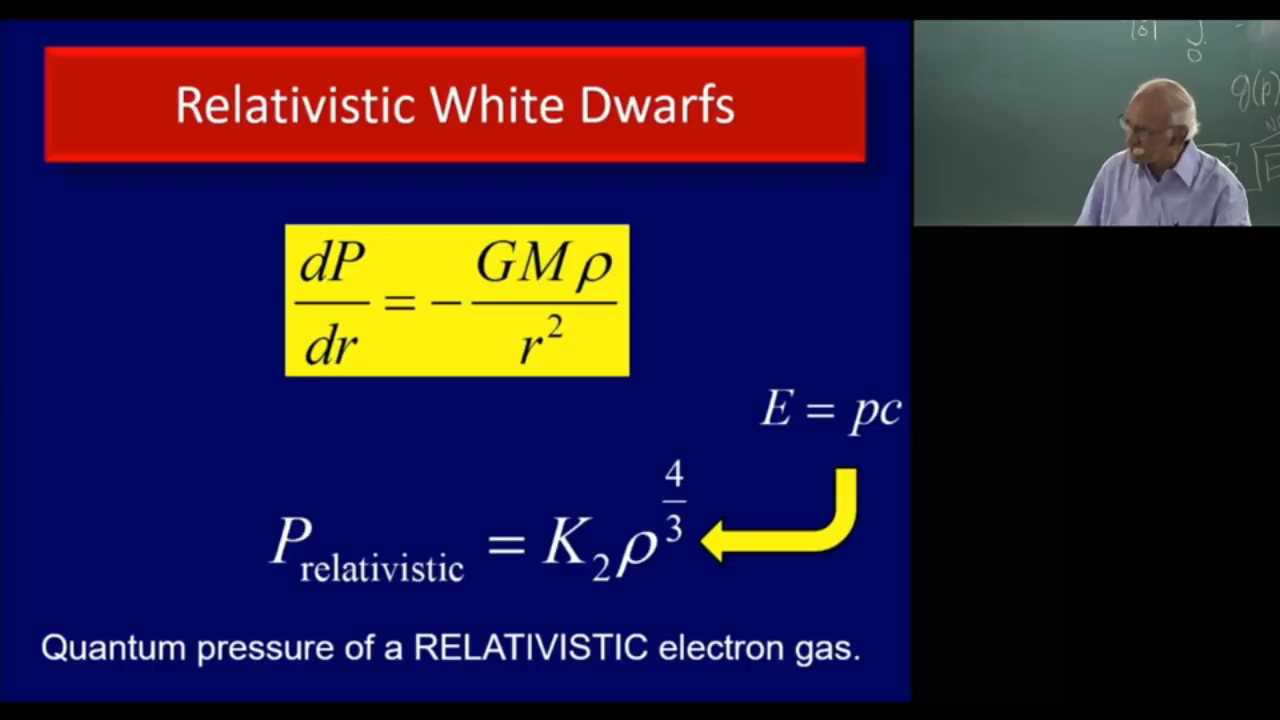 Relativistic White Dwarfs
dP/dr = - GMρ/r²
E = pc
P_relativistic = K₂ρ^(4/3)
Quantum pressure of a RELATIVISTIC electron gas.
g(p)